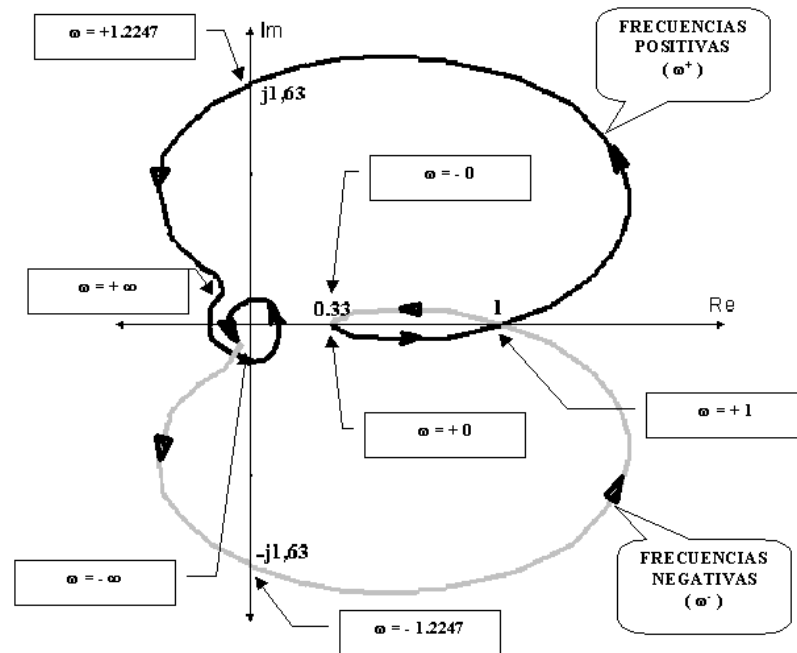 ω = +1.2247
Im
FRECUENCIAS
POSITIVAS
( ω⁺ )
j1,63
ω = - 0
ω = + ∞
0.33
1
Re
ω = + 0
ω = + 1
-j1,63
FRECUENCIAS
NEGATIVAS
( ω⁻ )
ω = - ∞
ω = - 1.2247